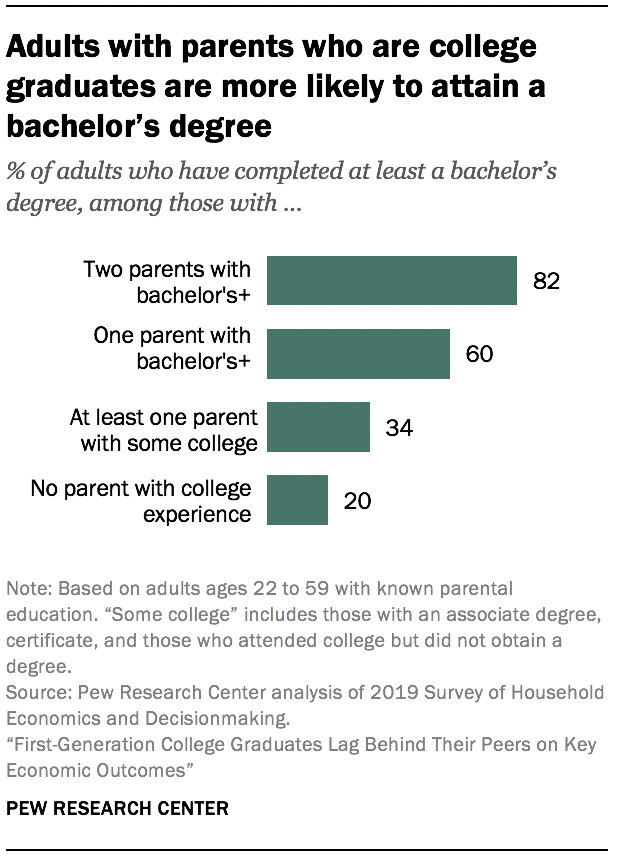 Adults with parents who are college
graduates are more likely to attain a
bachelor’s degree
% of adults who have completed at least a bachelor’s
degree, among those with ...
Two parents with
bachelor's+
82
One parent with
bachelor's+
60
At least one parent
with some college
34
No parent with college
experience
20
Note: Based on adults ages 22 to 59 with known parental
education. “Some college” includes those with an associate degree,
certificate, and those who attended college but did not obtain a
degree.
Source: Pew Research Center analysis of 2019 Survey of Household
Economics and Decisionmaking.
“First-Generation College Graduates Lag Behind Their Peers on Key
Economic Outcomes”
PEW RESEARCH CENTER